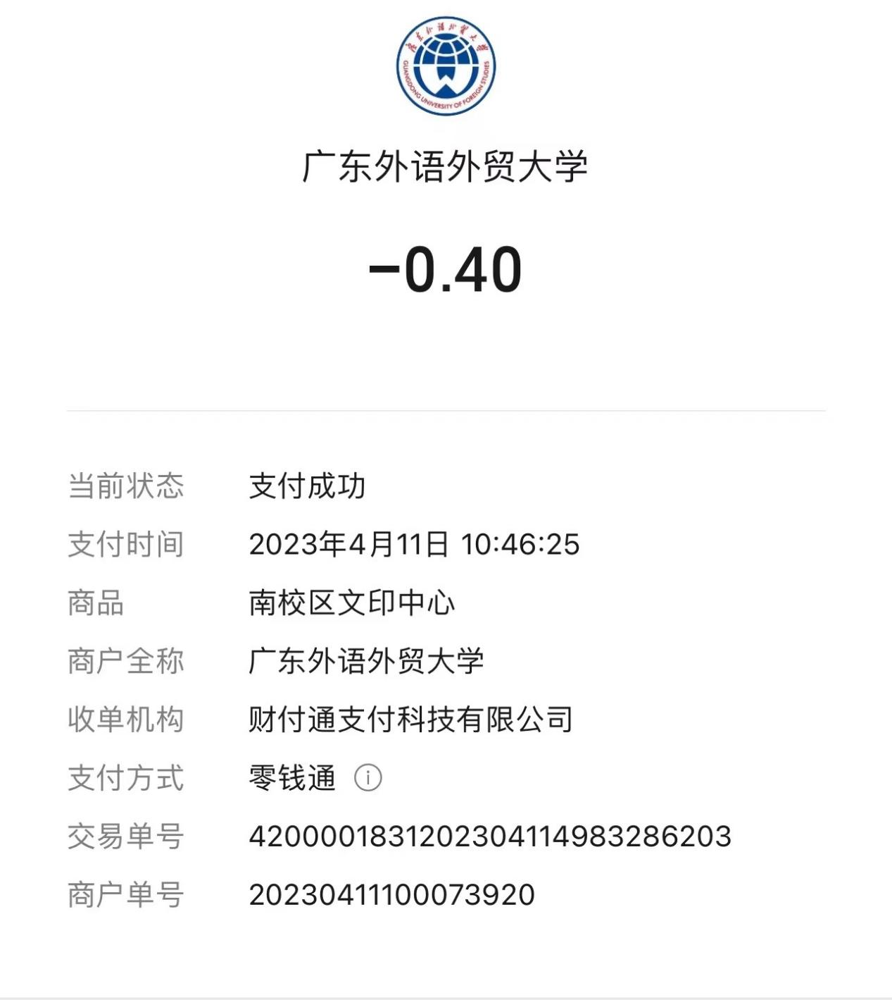 广东外语外贸大学
GUANGDONG UNIVERSITY OF FOREIGN STUDIES
广东外语外贸大学
-0.40
当前状态 支付成功
支付时间 2023年4月11日 10:46:25
商品 南校区文印中心
商户全称 广东外语外贸大学
收单机构 财付通支付科技有限公司
支付方式 零钱通
交易单号 4200001831202304114983286203
商户单号 20230411100073920